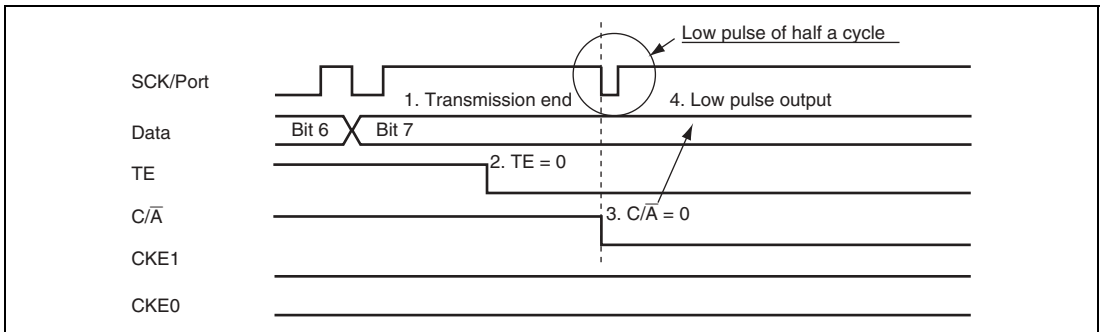 Low pulse of half a cycle
SCK/Port
1. Transmission end
4. Low pulse output
Data
Bit 6
Bit 7
TE
2. TE = 0
C/A̅
3. C/A̅ = 0
CKE1
CKE0